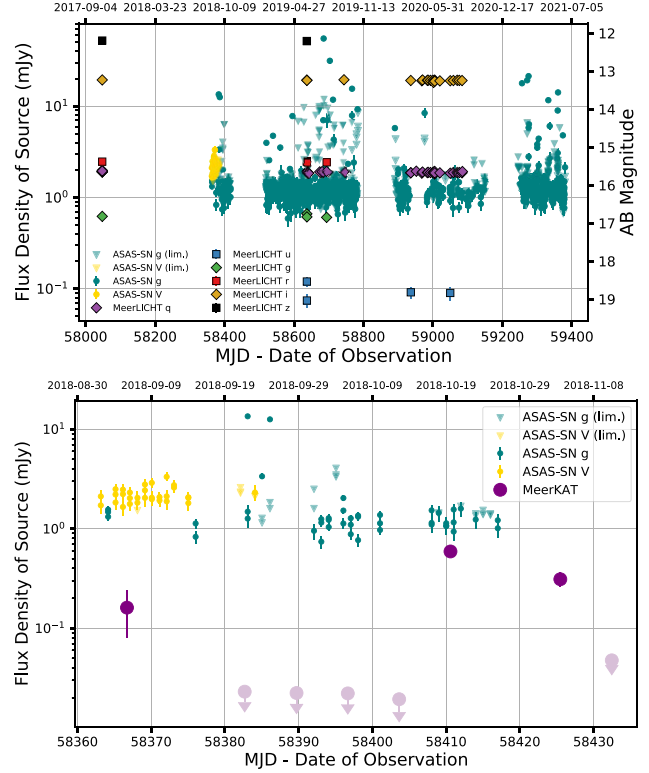 2017-09-04 2018-03-23 2018-10-09 2019-04-27 2019-11-13 2020-05-31 2020-12-17 2021-07-05
Flux Density of Source (mJy)
10¹
10⁰
10⁻¹
12
13
14
15
16
17
18
19
AB Magnitude
ASAS-SN g (lim.)
ASAS-SN V (lim.)
ASAS-SN g
ASAS-SN V
MeerLICHT q
MeerLICHT u
MeerLICHT g
MeerLICHT r
MeerLICHT i
MeerLICHT z
58000 58200 58400 58600 58800 59000 59200 59400
MJD - Date of Observation
2018-08-30 2018-09-09 2018-09-19 2018-09-29 2018-10-09 2018-10-19 2018-10-29 2018-11-08
Flux Density of Source (mJy)
10¹
10⁰
10⁻¹
ASAS-SN g (lim.)
ASAS-SN V (lim.)
ASAS-SN g
ASAS-SN V
MeerKAT
58360 58370 58380 58390 58400 58410 58420 58430
MJD - Date of Observation